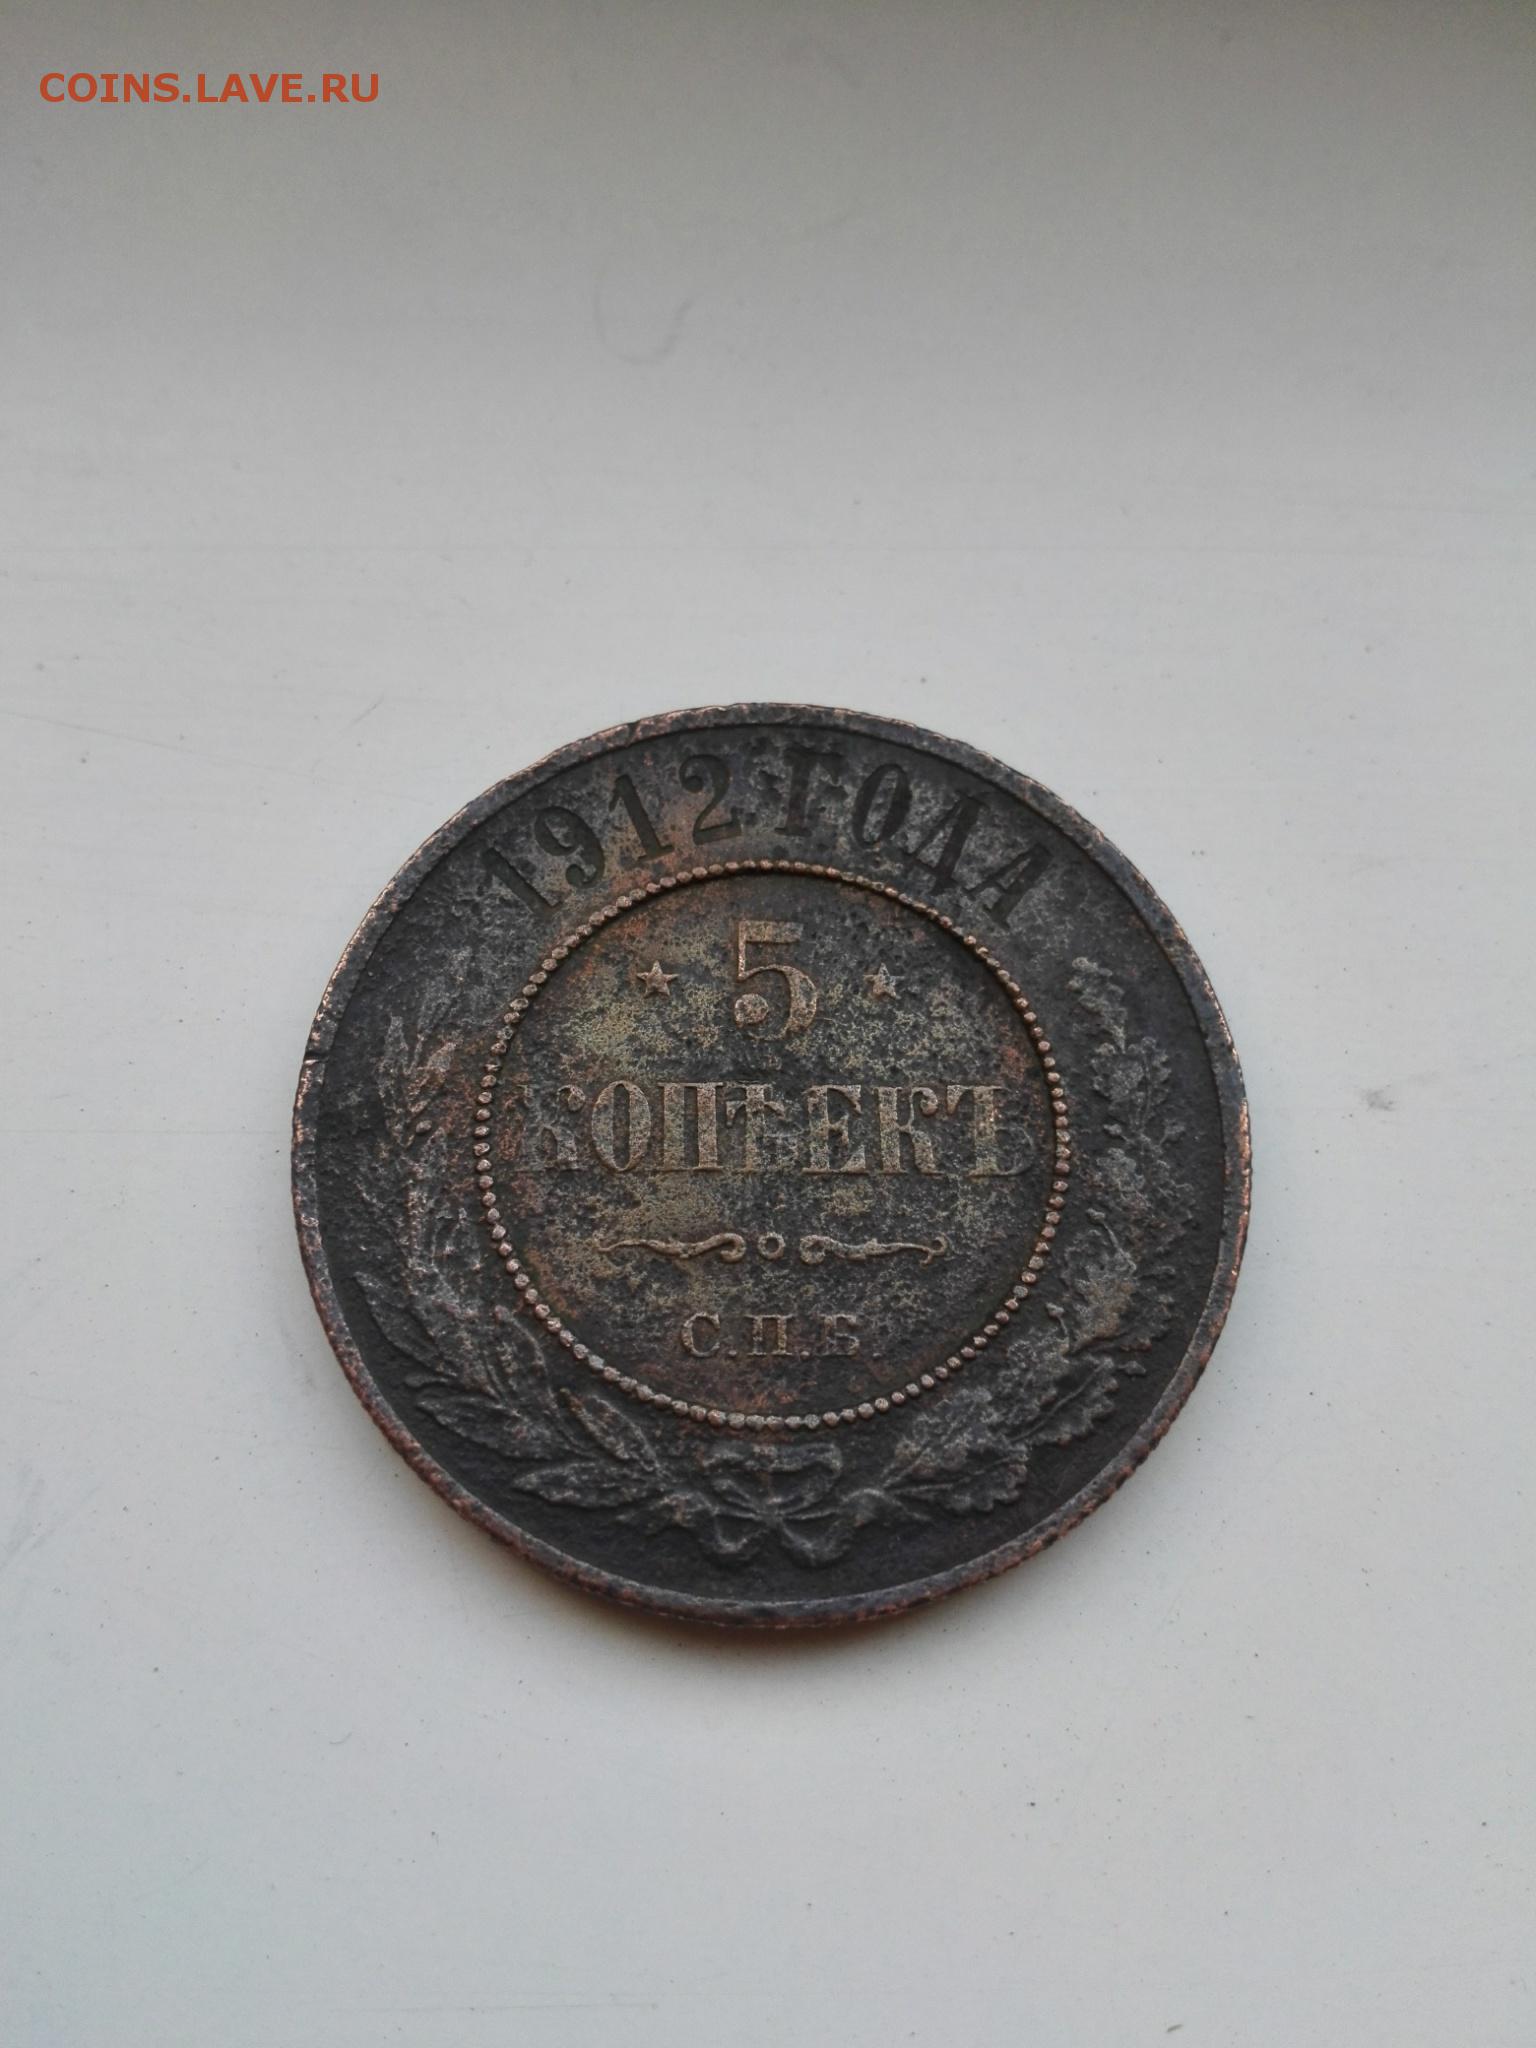 COINS.LAVE.RU
1912 ГОДА
5
КОПѢЕКЪ
С.П.Б.